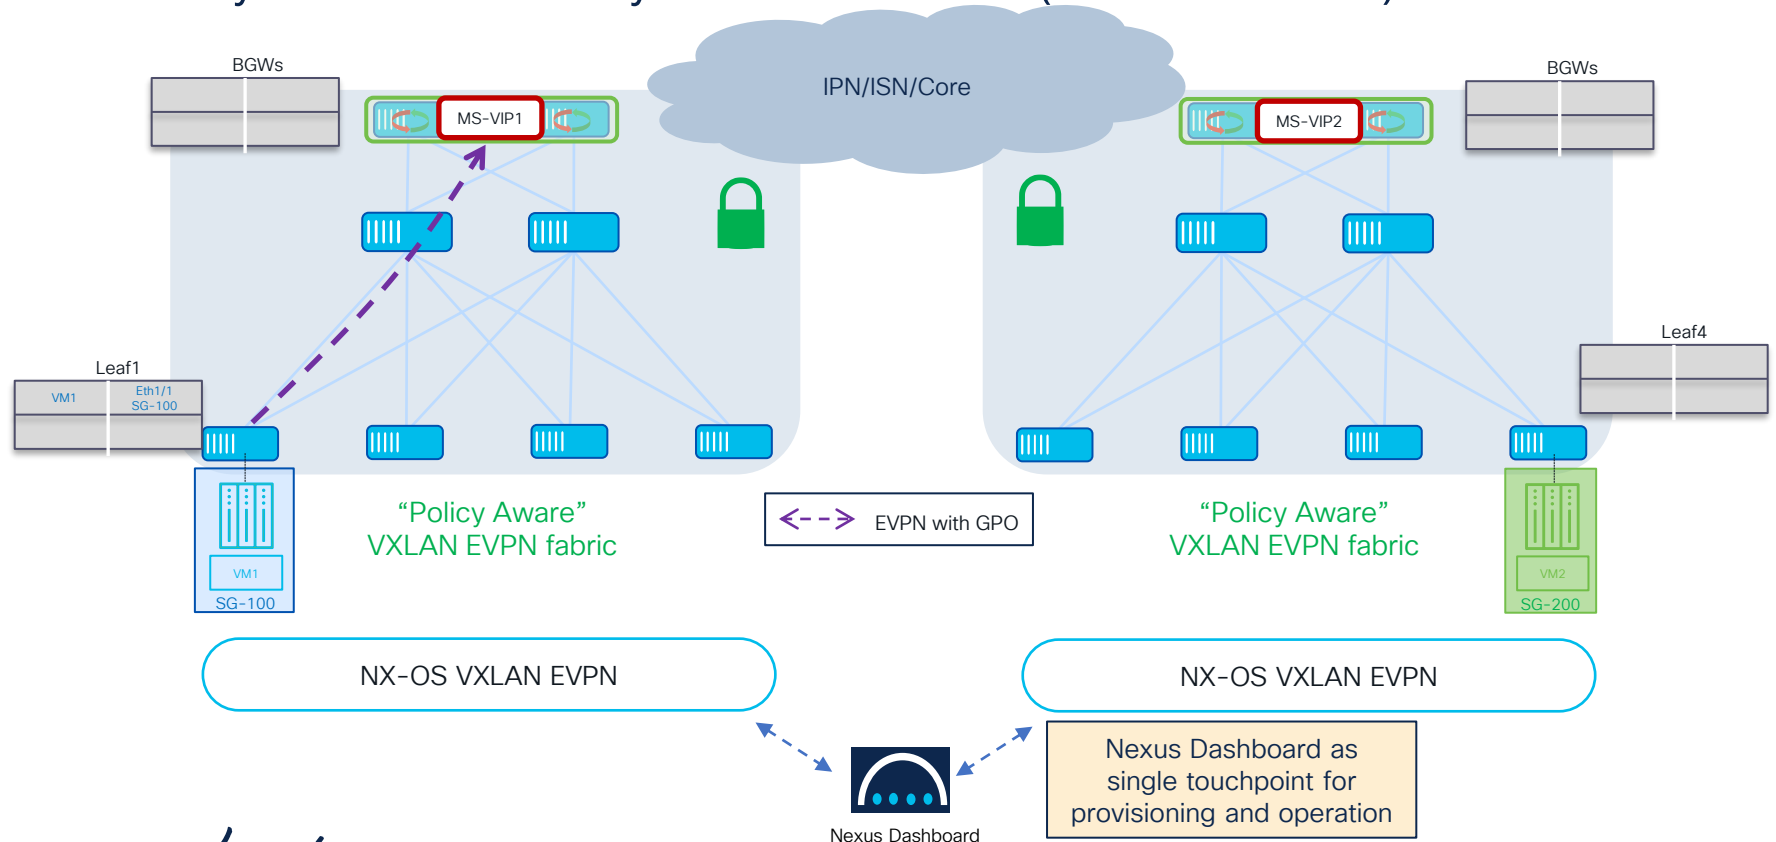 IPN/ISN/Core
BGWs
BGWs
MS-VIP1
MS-VIP2
Leaf1
Leaf4
VM1
Eth1/1
SG-100
VM1
SG-100
VM2
SG-200
“Policy Aware”
VXLAN EVPN fabric
“Policy Aware”
VXLAN EVPN fabric
EVPN with GPO
NX-OS VXLAN EVPN
NX-OS VXLAN EVPN
Nexus Dashboard
Nexus Dashboard as
single touchpoint for
provisioning and operation